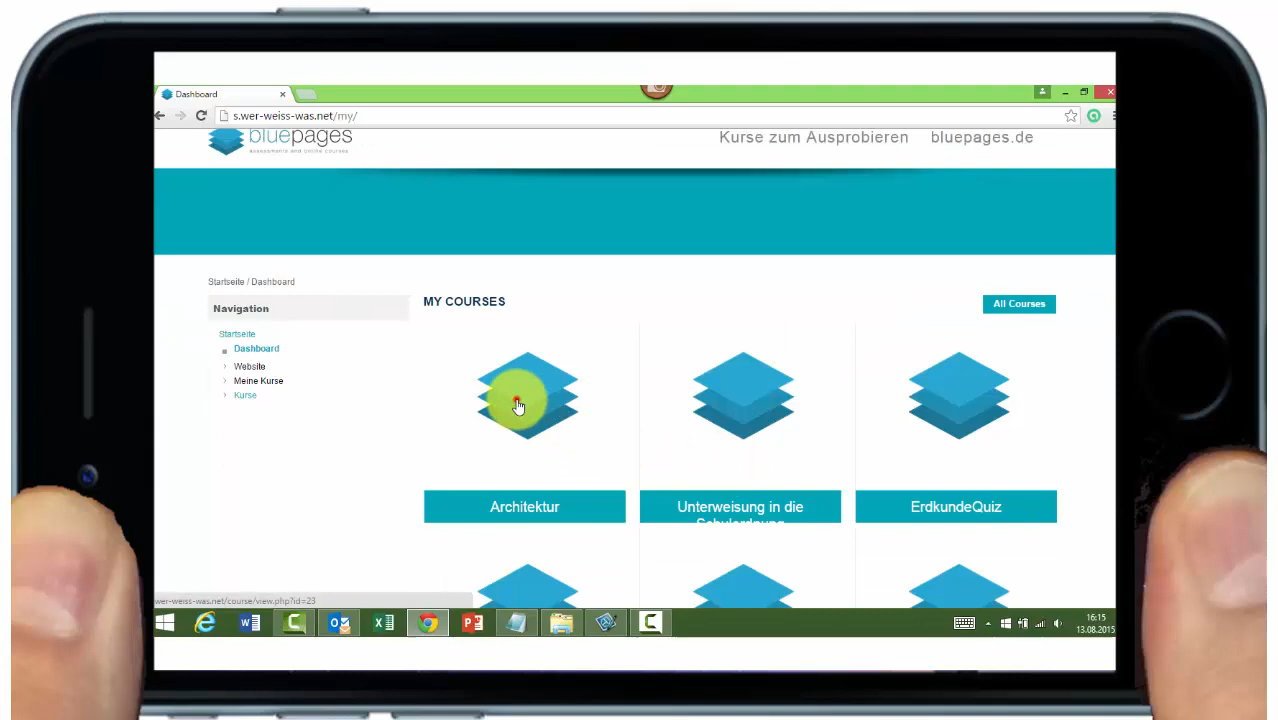 Dashboard
s.wer-weiss-was.net/my/
bluepages
assessments and online courses
Kurse zum Ausprobieren bluepages.de
Startseite / Dashboard
Navigation
Startseite
Dashboard
Website
Meine Kurse
Kurse
MY COURSES
All Courses
Architektur
Unterweisung in die
Schulordnung
ErdkundeQuiz
wer-weiss-was.net/course/view.php?id=23
16:15
13.08.2015